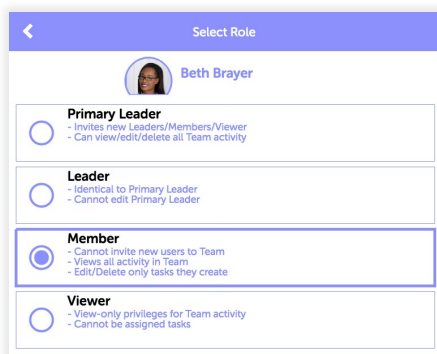 Select Role
Beth Brayer
Primary Leader
- Invites new Leaders/Members/Viewer
- Can view/edit/delete all Team activity
Leader
- Identical to Primary Leader
- Cannot edit Primary Leader
Member
- Cannot invite new users to Team
- Views all activity in Team
- Edit/Delete only tasks they create
Viewer
- View-only privileges for Team activity
- Cannot be assigned tasks